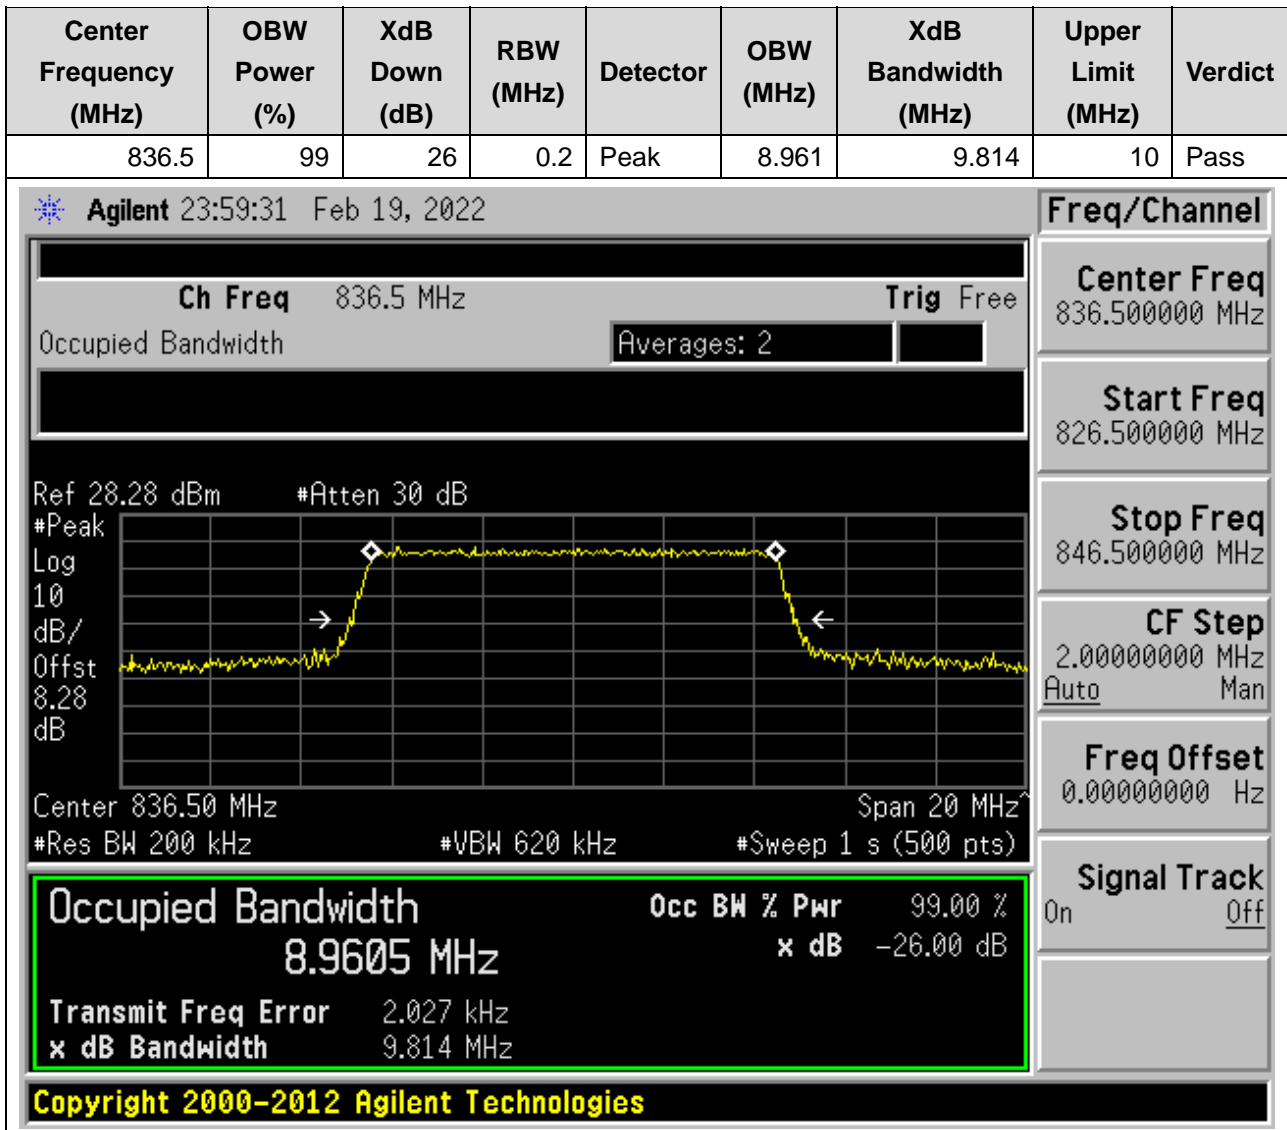 Center Frequency (MHz) OBW Power (%) XdB Down (dB) RBW (MHz) Detector OBW (MHz) XdB Bandwidth (MHz) Upper Limit (MHz) Verdict
836.5 99 26 0.2 Peak 8.961 9.814 10 Pass
Agilent 23:59:31 Feb 19, 2022
Ch Freq 836.5 MHz Trig Free
Occupied Bandwidth Averages: 2
Ref 28.28 dBm #Atten 30 dB
#Peak
Log
10
dB/
Offst
8.28
dB
Center 836.50 MHz Span 20 MHz^
#Res BW 200 kHz #VBW 620 kHz #Sweep 1 s (500 pts)
Occupied Bandwidth Occ BW % Pwr 99.00 %
8.9605 MHz x dB -26.00 dB
Transmit Freq Error 2.027 kHz
x dB Bandwidth 9.814 MHz
Copyright 2000-2012 Agilent Technologies
Freq/Channel
Center Freq
836.500000 MHz
Start Freq
826.500000 MHz
Stop Freq
846.500000 MHz
CF Step
2.00000000 MHz
Auto Man
Freq Offset
0.00000000 Hz
Signal Track
On Off